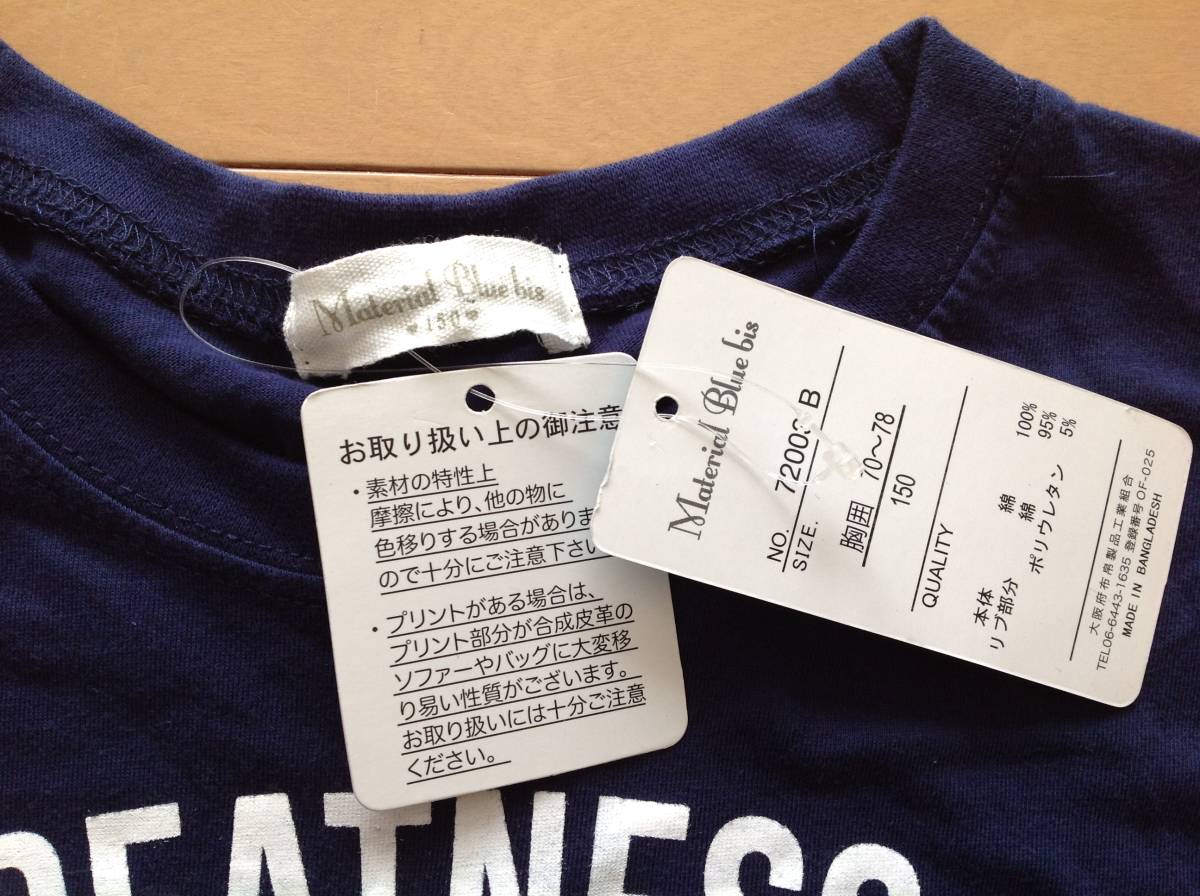 Material Blue bis
♥150♥
お取り扱い上の御注意
・素材の特性上
摩擦により、他の物に
色移りする場合がありま
ので十分にご注意下さい
・プリントがある場合は、
プリント部分が合成皮革の
ソファーやバッグに大変移
り易い性質がございます。
お取り扱いには十分ご注意
ください。
Material Blue bis
NO. B
SIZE.
胸囲 70～78
150
QUALITY
本体 綿 100%
リブ部分 綿 95%
ポリウレタン 5%
大阪府布帛製品工業組合
TEL06-6443-1635 登録番号OF-025
MADE IN BANGLADESH
REATNESS